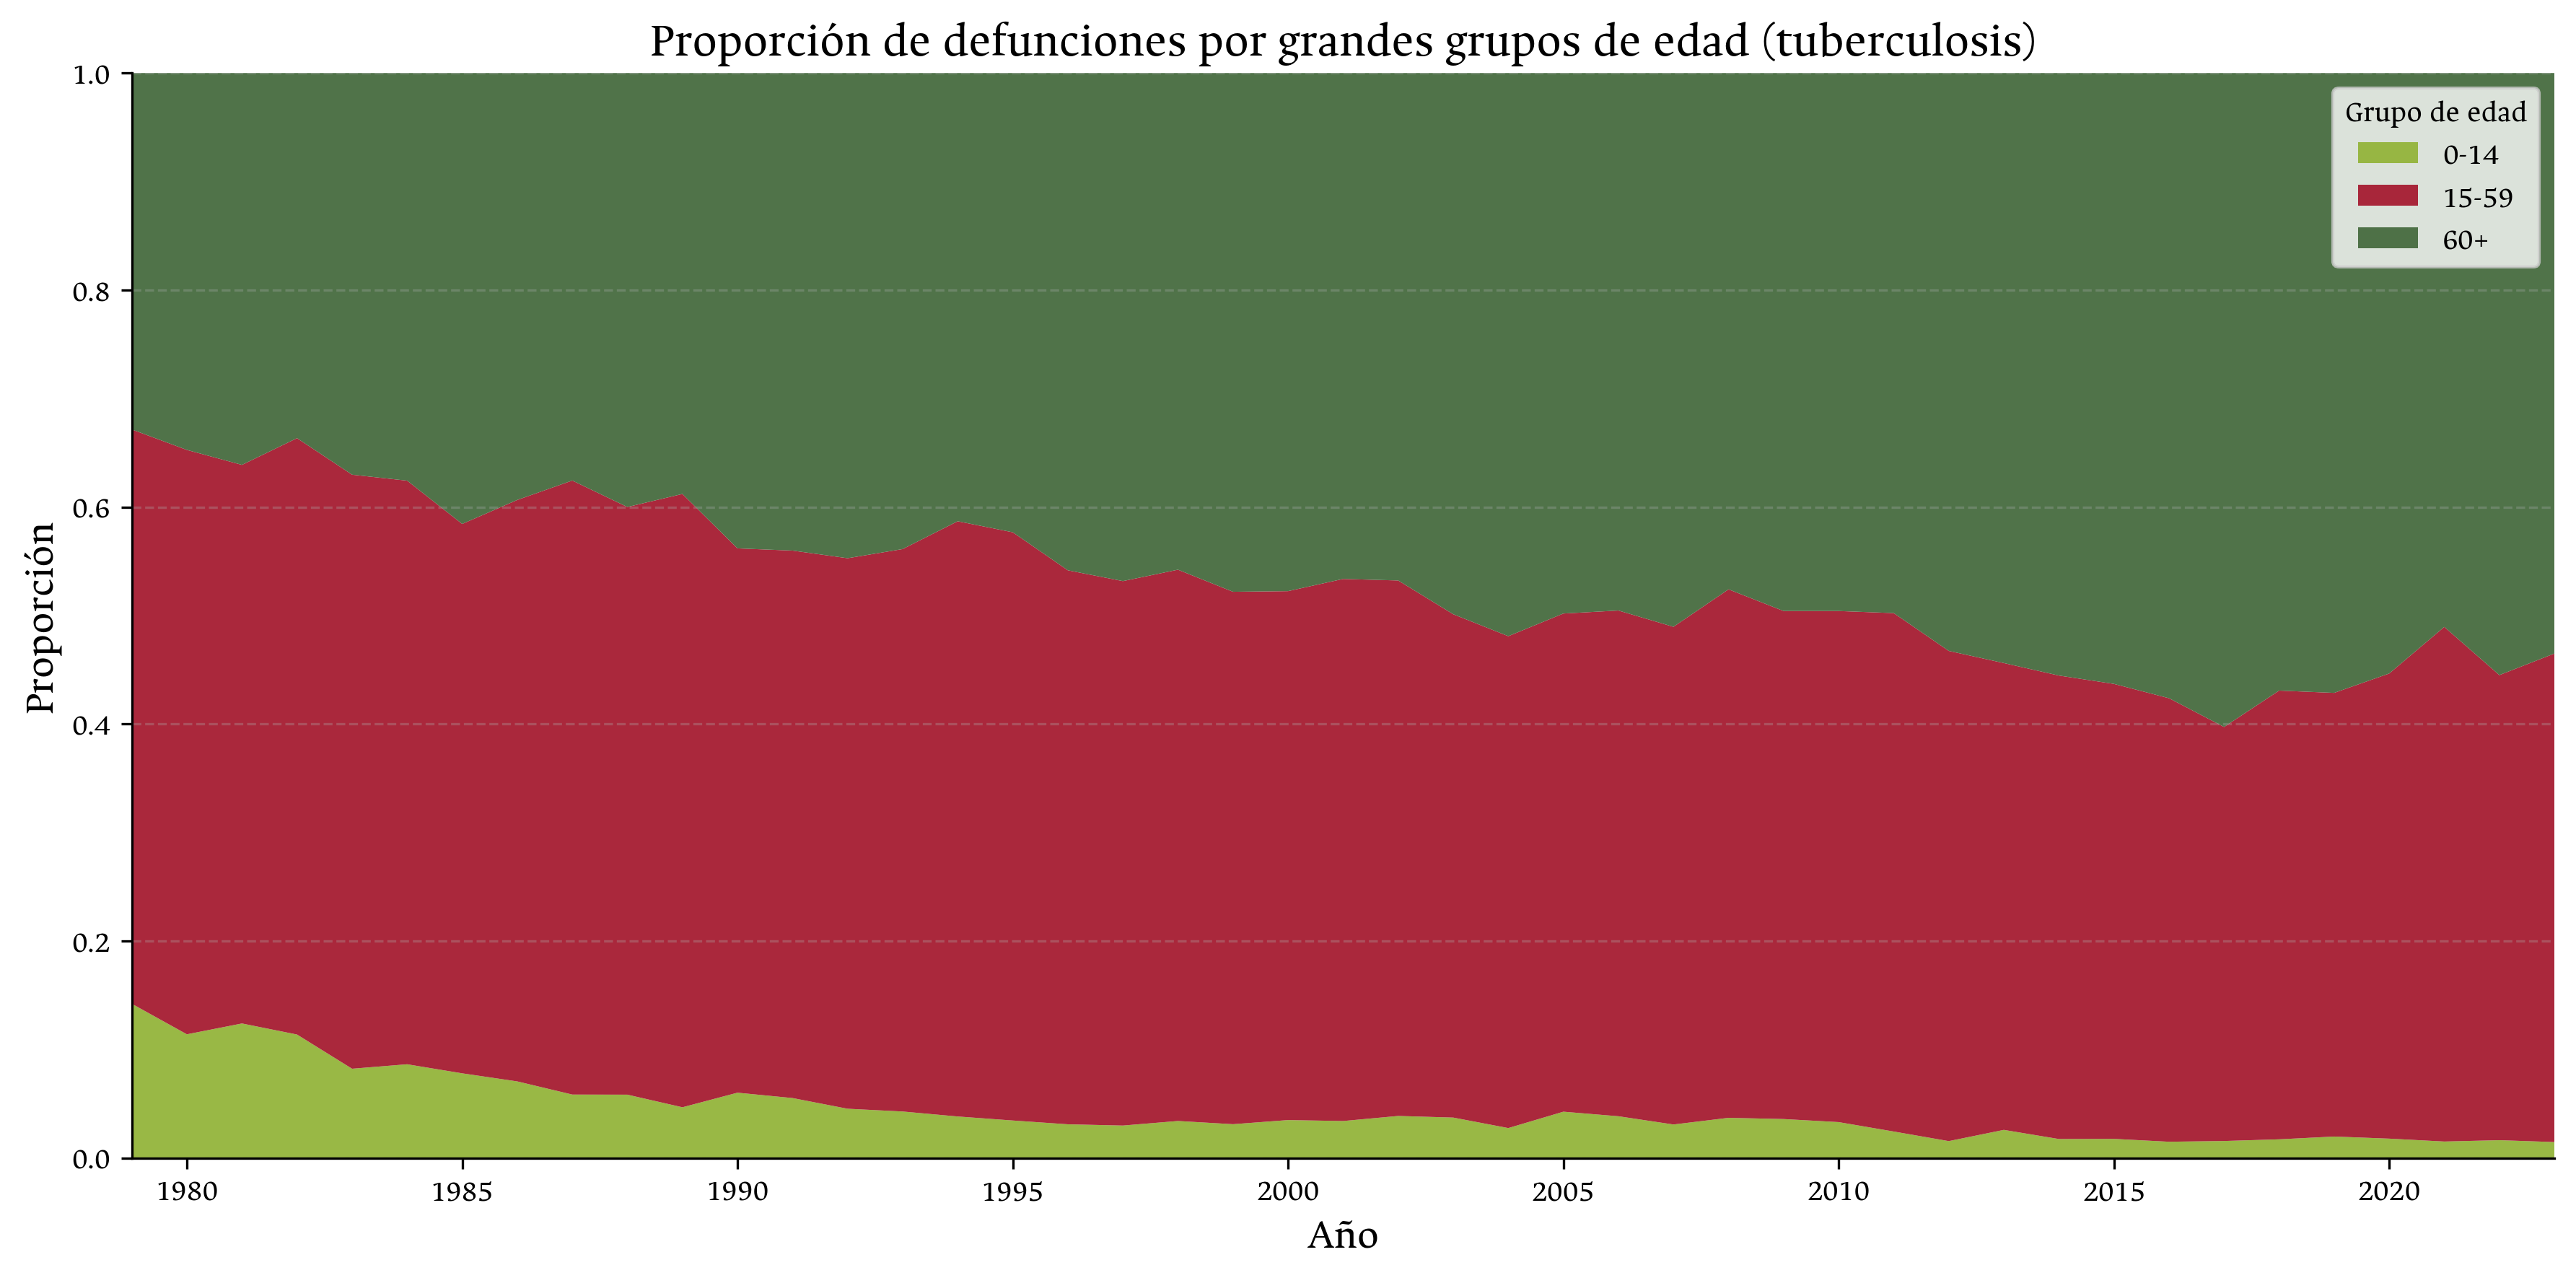 Proporción de defunciones por grandes grupos de edad (tuberculosis)
Proporción
1.0
0.8
0.6
0.4
0.2
0.0
Grupo de edad
0-14
15-59
60+
1980 1985 1990 1995 2000 2005 2010 2015 2020
Año